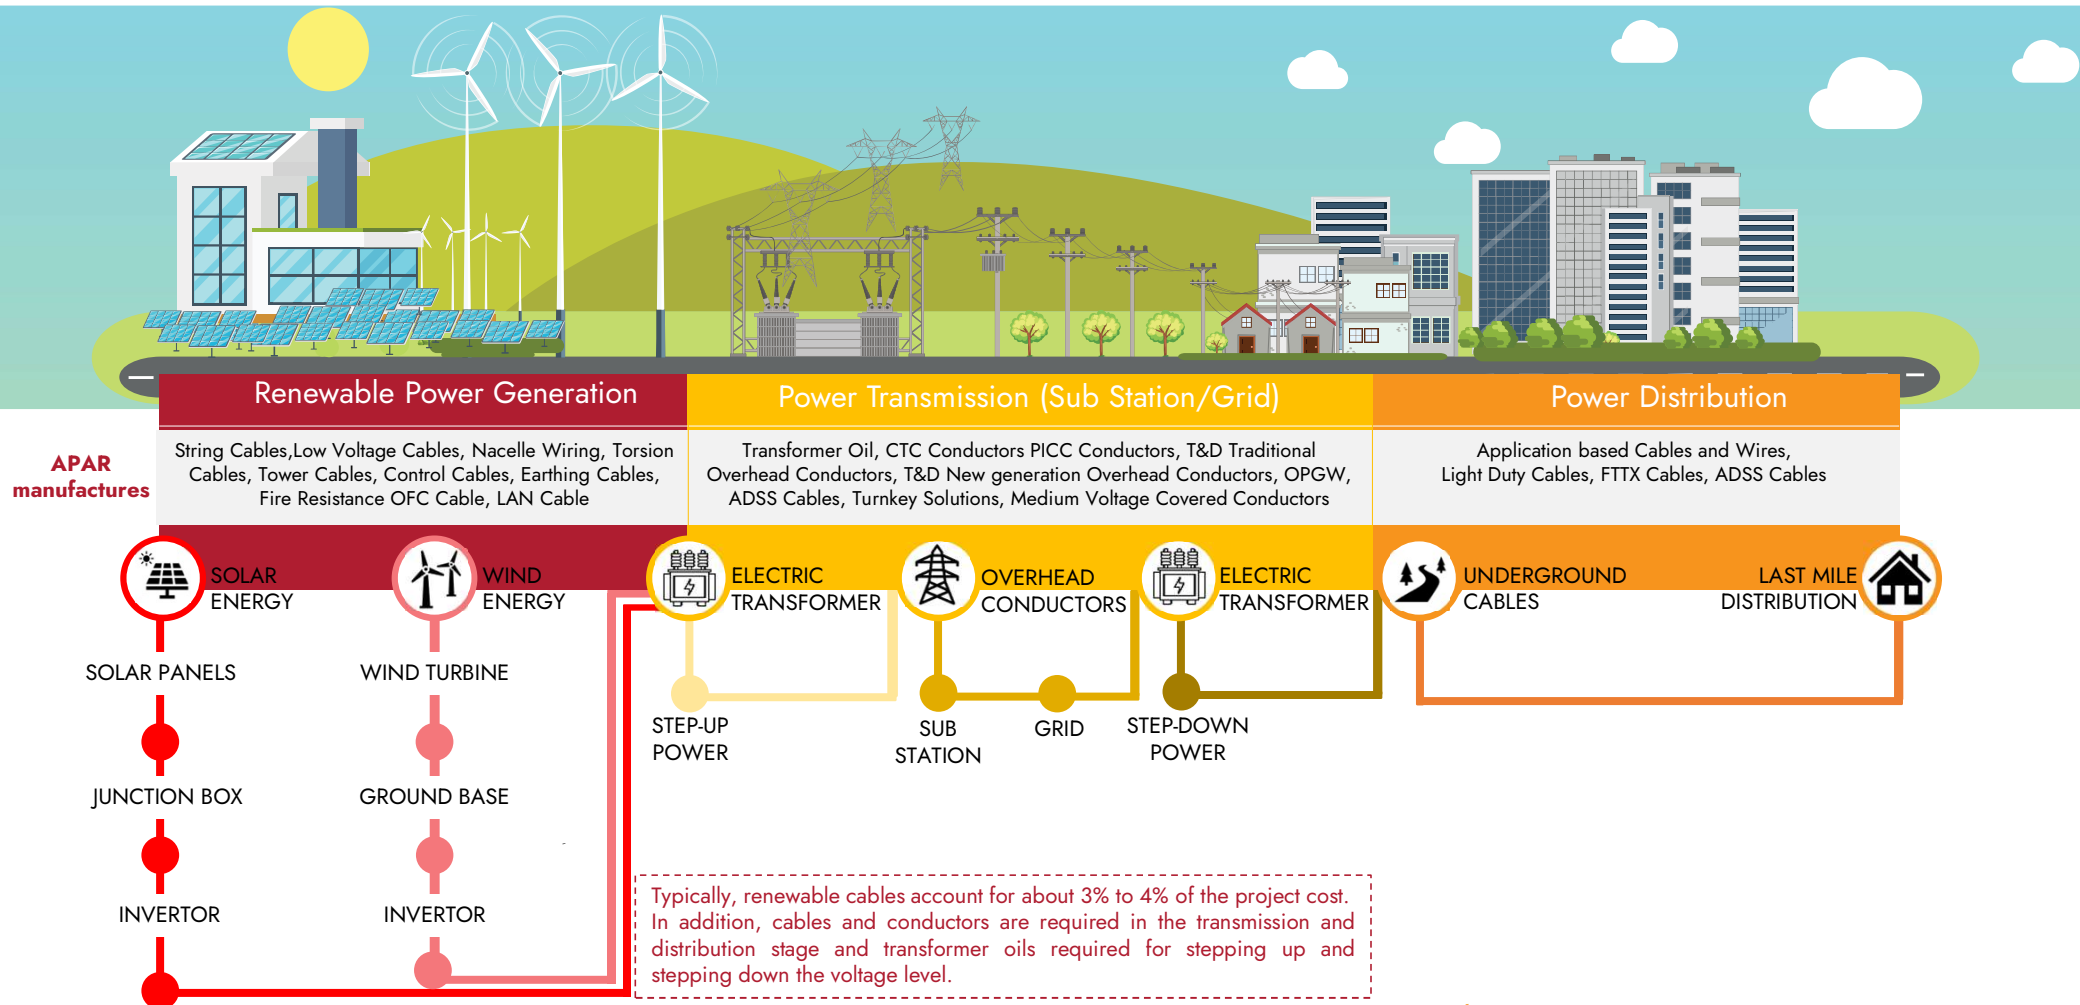 Renewable Power Generation
Power Transmission (Sub Station/Grid)
Power Distribution
APAR
manufactures
String Cables,Low Voltage Cables, Nacelle Wiring, Torsion
Cables, Tower Cables, Control Cables, Earthing Cables,
Fire Resistance OFC Cable, LAN Cable
Transformer Oil, CTC Conductors PICC Conductors, T&D Traditional
Overhead Conductors, T&D New generation Overhead Conductors, OPGW,
ADSS Cables, Turnkey Solutions, Medium Voltage Covered Conductors
Application based Cables and Wires,
Light Duty Cables, FTTX Cables, ADSS Cables
SOLAR
ENERGY
WIND
ENERGY
ELECTRIC
TRANSFORMER
OVERHEAD
CONDUCTORS
ELECTRIC
TRANSFORMER
UNDERGROUND
CABLES
LAST MILE
DISTRIBUTION
SOLAR PANELS
WIND TURBINE
STEP-UP
POWER
SUB
STATION
GRID
STEP-DOWN
POWER
JUNCTION BOX
GROUND BASE
INVERTOR
INVERTOR
Typically, renewable cables account for about 3% to 4% of the project cost.
In addition, cables and conductors are required in the transmission and
distribution stage and transformer oils required for stepping up and
stepping down the voltage level.